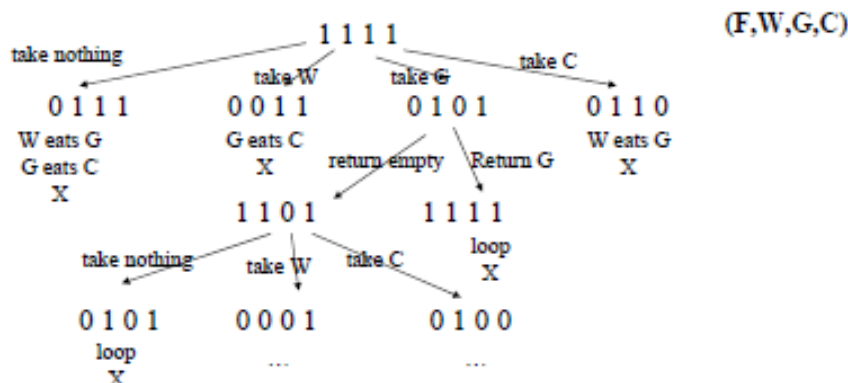 (F,W,G,C)
1 1 1 1
take nothing
take W
take G
take C
0 1 1 1
0 0 1 1
0 1 0 1
0 1 1 0
W eats G
G eats C
X
G eats C
X
W eats G
X
return empty
Return G
1 1 0 1
1 1 1 1
loop
X
take nothing
take W
take C
0 1 0 1
0 0 0 1
0 1 0 0
loop
X
...
...